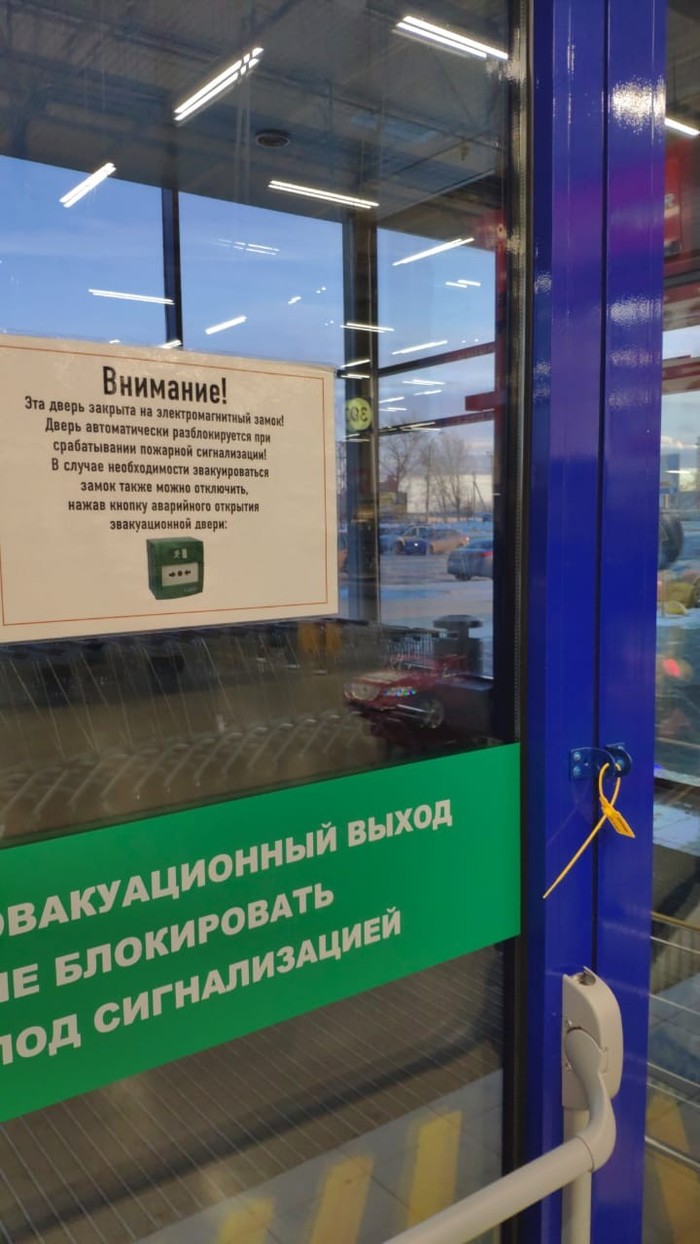 Внимание!
Эта дверь закрыта на электромагнитный замок!
Дверь автоматически разблокируется при
срабатывании пожарной сигнализации!
В случае необходимости эвакуироваться
замок также можно отключить,
нажав кнопку аварийного открытия
эвакуационной двери:
ЭВАКУАЦИОННЫЙ ВЫХОД
НЕ БЛОКИРОВАТЬ
ПОД СИГНАЛИЗАЦИЕЙ